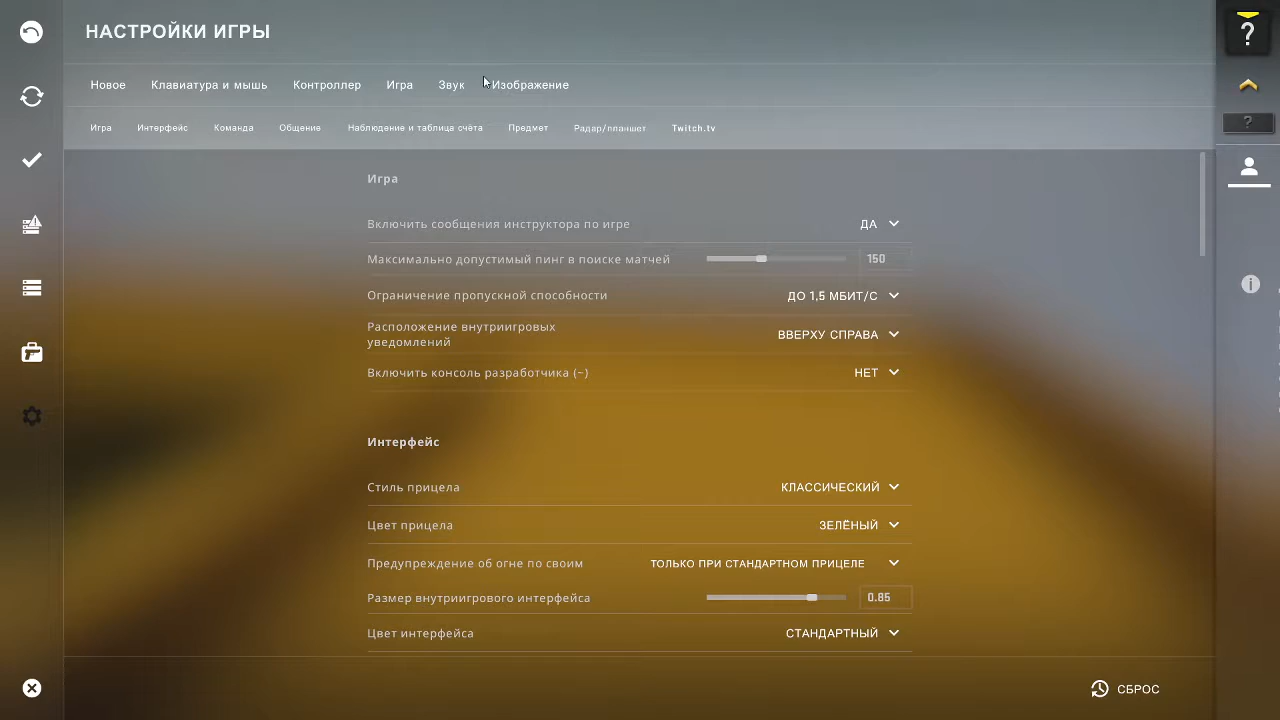 НАСТРОЙКИ ИГРЫ
?
Новое Клавиатура и мышь Контроллер Игра Звук Изображение
Игра Интерфейс Команда Общение Наблюдение и таблица счёта Предмет Радар/планшет Twitch.tv
?
Игра
Включить сообщения инструктора по игре ДА
Максимально допустимый пинг в поиске матчей 150
Ограничение пропускной способности ДО 1,5 МБИТ/С
Расположение внутриигровых
уведомлений ВВЕРХУ СПРАВА
Включить консоль разработчика (~) НЕТ
Интерфейс
Стиль прицела КЛАССИЧЕСКИЙ
Цвет прицела ЗЕЛЁНЫЙ
Предупреждение об огне по своим ТОЛЬКО ПРИ СТАНДАРТНОМ ПРИЦЕЛЕ
Размер внутриигрового интерфейса 0.85
Цвет интерфейса СТАНДАРТНЫЙ
СБРОС